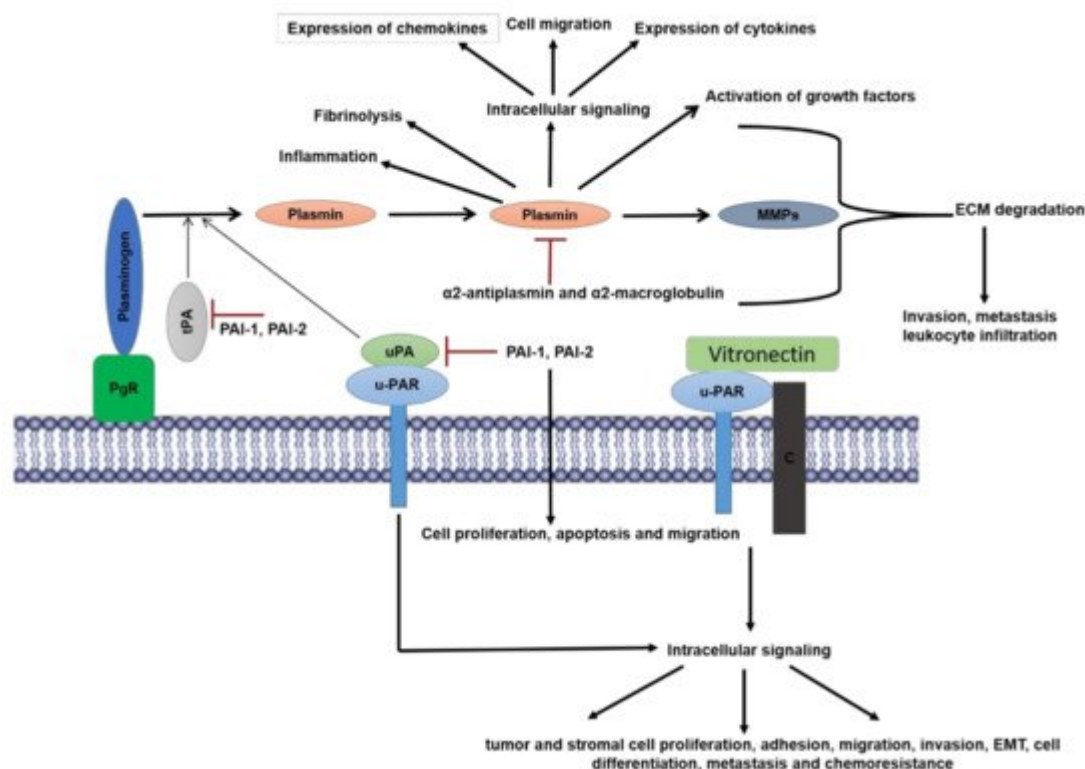 Expression of chemokines
Cell migration
Expression of cytokines
Intracellular signaling
Activation of growth factors
Fibrinolysis
Inflammation
Plasminogen
Plasmin
Plasmin
MMPs
ECM degradation
α2-antiplasmin and α2-macroglobulin
Invasion, metastasis
leukocyte infiltration
tPA
PAI-1, PAI-2
uPA
PAI-1, PAI-2
Vitronectin
PgR
u-PAR
u-PAR
C
Cell proliferation, apoptosis and migration
Intracellular signaling
tumor and stromal cell proliferation, adhesion, migration, invasion, EMT, cell
differentiation, metastasis and chemoresistance